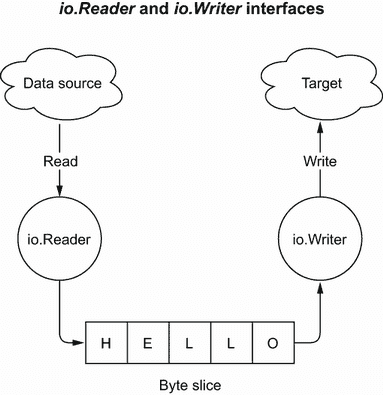 io.Reader and io.Writer interfaces
Data source
Target
Read
Write
io.Reader
io.Writer
H E L L O
Byte slice